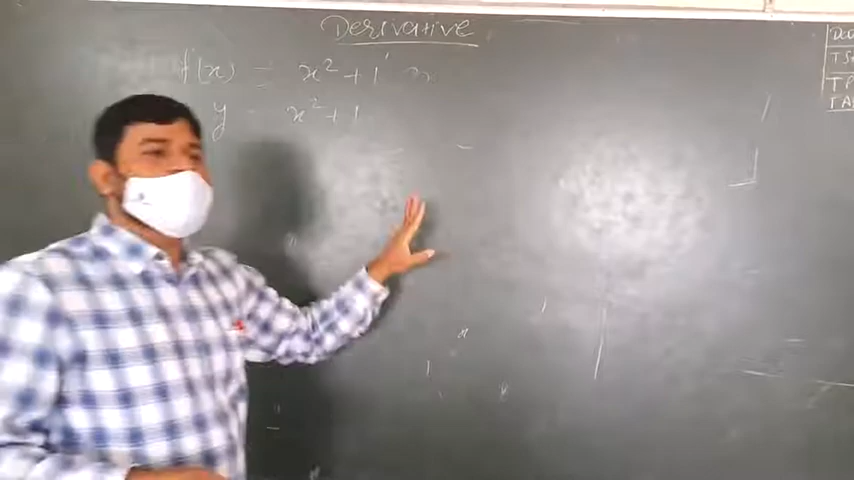 Derivative
f(x) = x² + 1
y = x² + 1